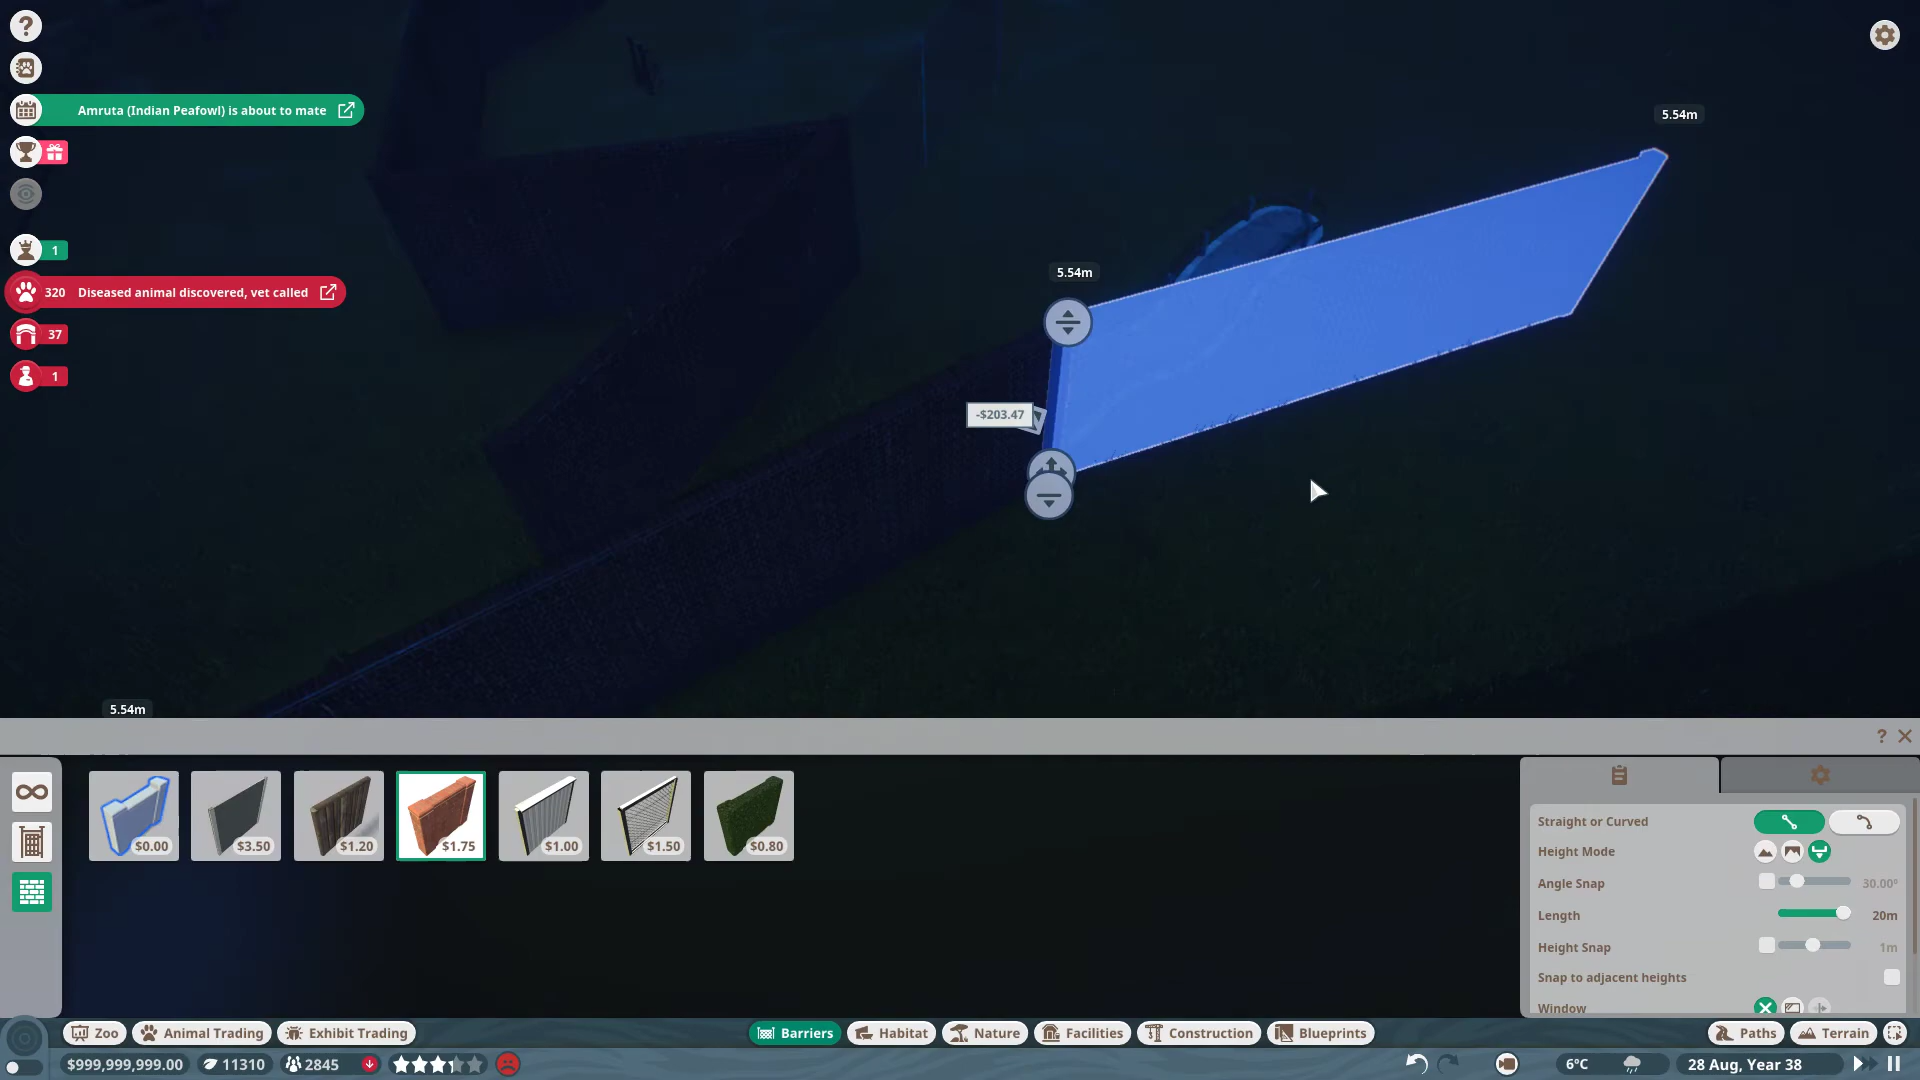 ?
Amruta (Indian Peafowl) is about to mate
5.54m
1
5.54m
320 Diseased animal discovered, vet called
37
1
-$203.47
5.54m
?
$0.00
$3.50
$1.20
$1.75
$1.00
$1.50
$0.80
Straight or Curved
Height Mode
Angle Snap 30.00°
Length 20m
Height Snap 1m
Snap to adjacent heights
Window
Zoo
Animal Trading
Exhibit Trading
Barriers
Habitat
Nature
Facilities
Construction
Blueprints
Paths
Terrain
$999,999,999.00
11310
2845
6°C
28 Aug, Year 38